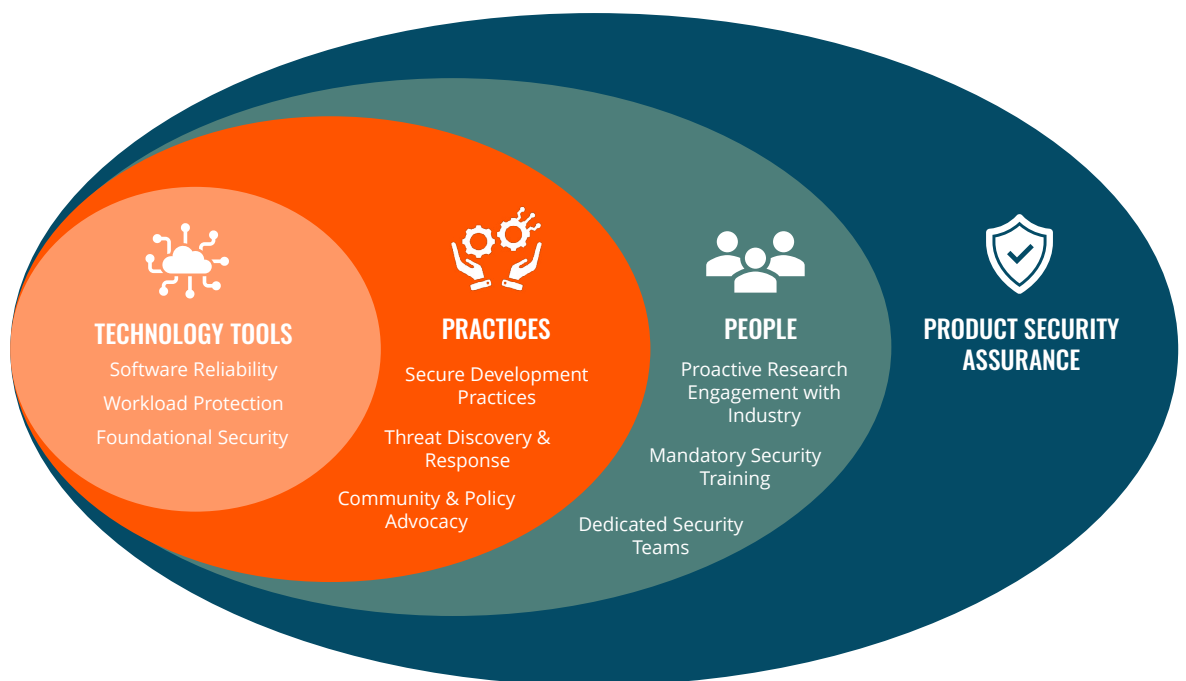 TECHNOLOGY TOOLS
Software Reliability
Workload Protection
Foundational Security
PRACTICES
Secure Development
Practices
Threat Discovery &
Response
Community & Policy
Advocacy
PEOPLE
Proactive Research
Engagement with
Industry
Mandatory Security
Training
Dedicated Security
Teams
PRODUCT SECURITY
ASSURANCE